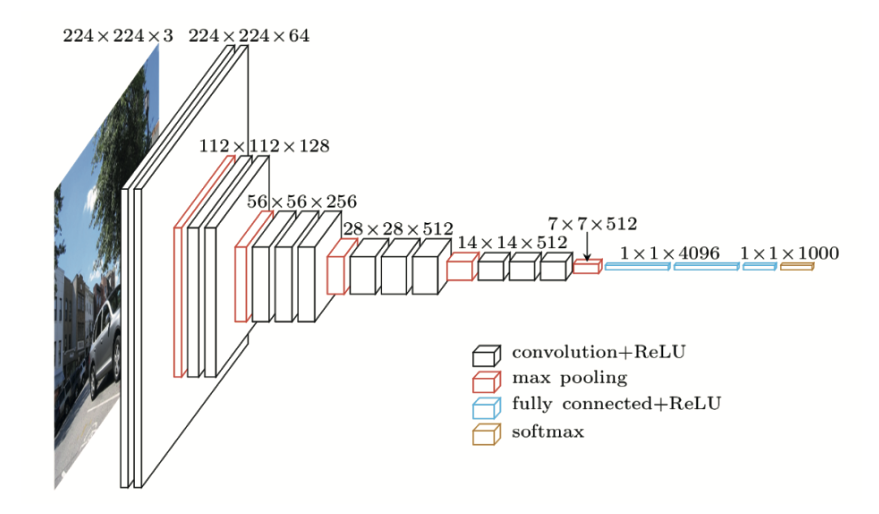 224×224×3
224×224×64
112×112×128
56×56×256
28×28×512
14×14×512
7×7×512
1×1×4096
1×1×1000
convolution+ReLU
max pooling
fully connected+ReLU
softmax